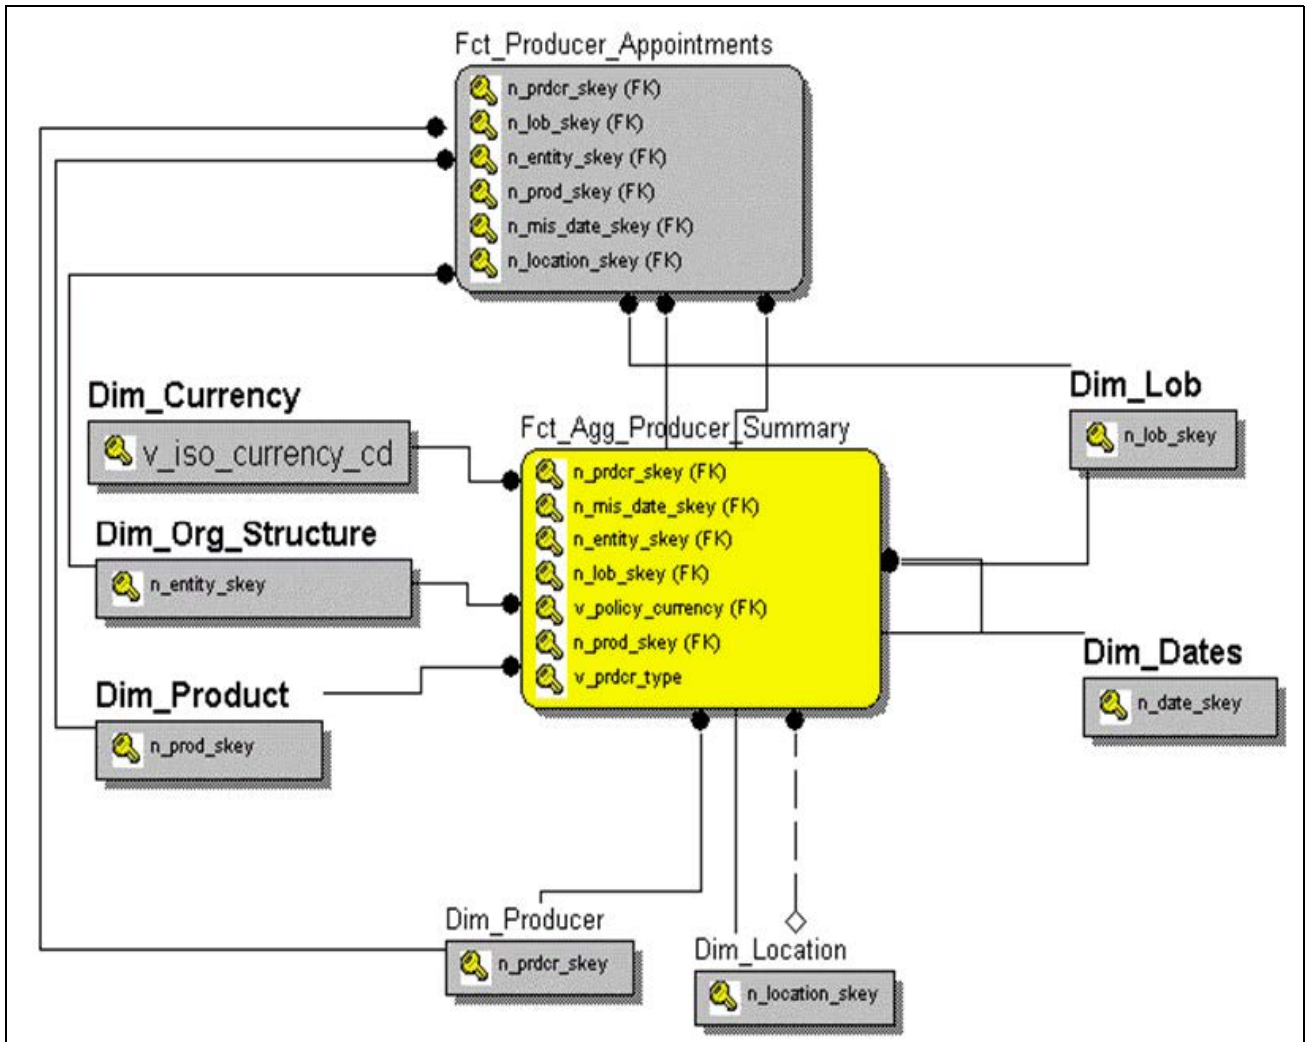 Fct_Producer_Appointments
n_prdcr_skey (FK)
n_lob_skey (FK)
n_entity_skey (FK)
n_prod_skey (FK)
n_mis_date_skey (FK)
n_location_skey (FK)
Dim_Currency
v_iso_currency_cd
Dim_Org_Structure
n_entity_skey
Dim_Product
n_prod_skey
Fct_Agg_Producer_Summary
n_prdcr_skey (FK)
n_mis_date_skey (FK)
n_entity_skey (FK)
n_lob_skey (FK)
v_policy_currency (FK)
n_prod_skey (FK)
v_prdcr_type
Dim_Lob
n_lob_skey
Dim_Dates
n_date_skey
Dim_Producer
n_prdcr_skey
Dim_Location
n_location_skey